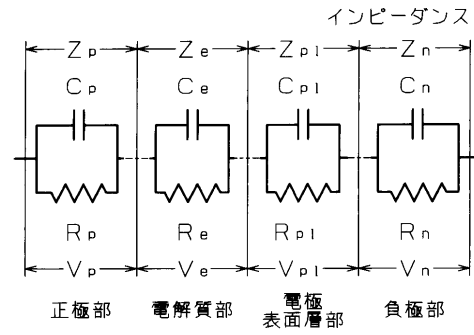 インピーダンス
Zp Ze Zpl Zn
Cp Ce Cpl Cn
Rp Re Rpl Rn
Vp Ve Vpl Vn
正極部 電解質部 電極表面層部 負極部